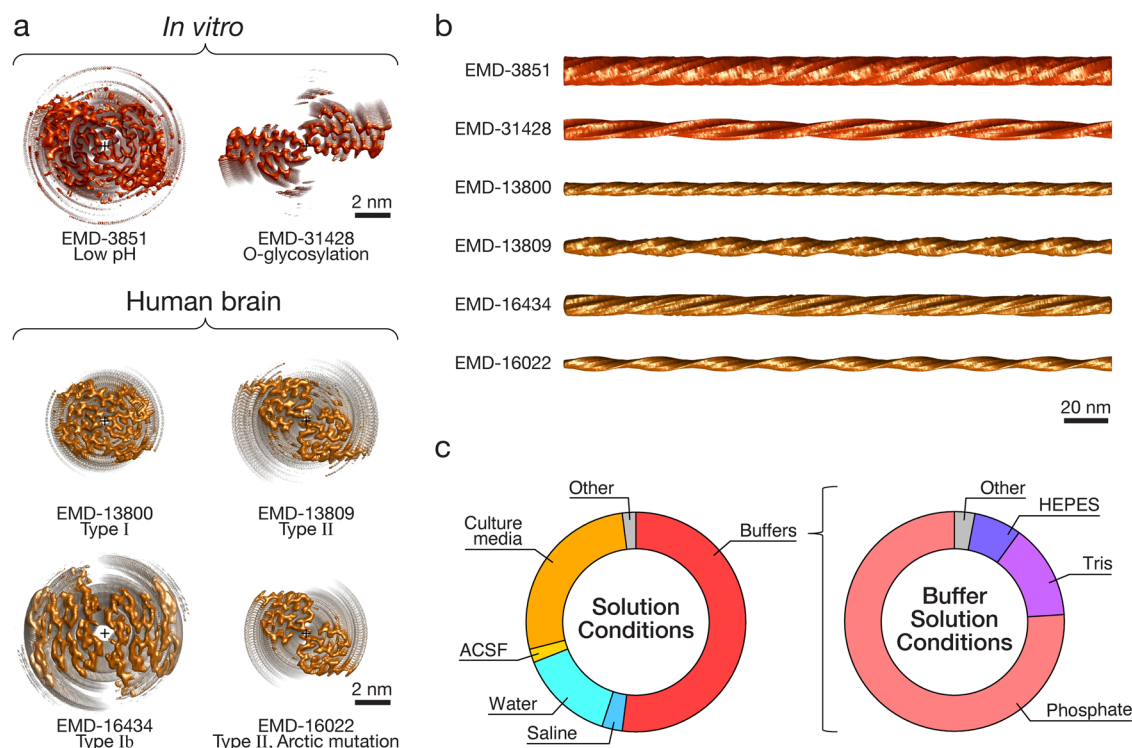 a
In vitro
EMD-3851
Low pH
EMD-31428
O-glycosylation
2 nm
Human brain
EMD-13800
Type I
EMD-13809
Type II
EMD-16434
Type Ib
EMD-16022
Type II, Arctic mutation
2 nm
b
EMD-3851
EMD-31428
EMD-13800
EMD-13809
EMD-16434
EMD-16022
20 nm
c
Other
Culture
media
Buffers
ACSF
Water
Saline
Solution
Conditions
Other
HEPES
Tris
Phosphate
Buffer
Solution
Conditions